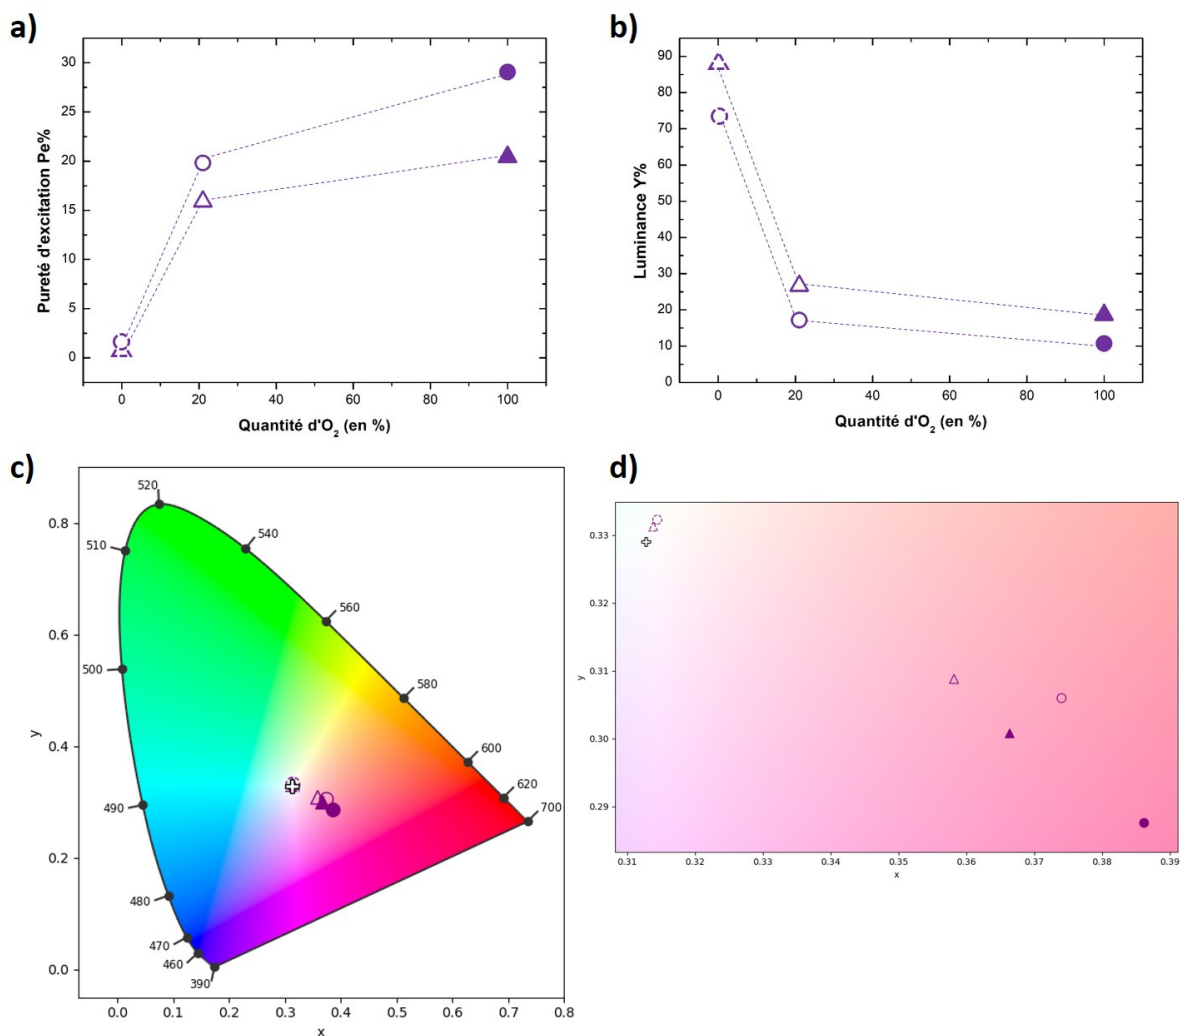 a)
30
25
20
15
10
5
0
Pureté d'excitation Pe%
0 20 40 60 80 100
Quantité d'O2 (en %)
b)
90
80
70
60
50
40
30
20
10
0
Luminance Y%
0 20 40 60 80 100
Quantité d'O2 (en %)
c)
0.8
0.6
0.4
0.2
0.0
y
520
540
510
560
500
580
600
620
700
490
480
470
460
390
0.0 0.1 0.2 0.3 0.4 0.5 0.6 0.7 0.8
x
d)
0.33
0.32
0.31
0.30
0.29
y
0.31 0.32 0.33 0.34 0.35 0.36 0.37 0.38 0.39
x